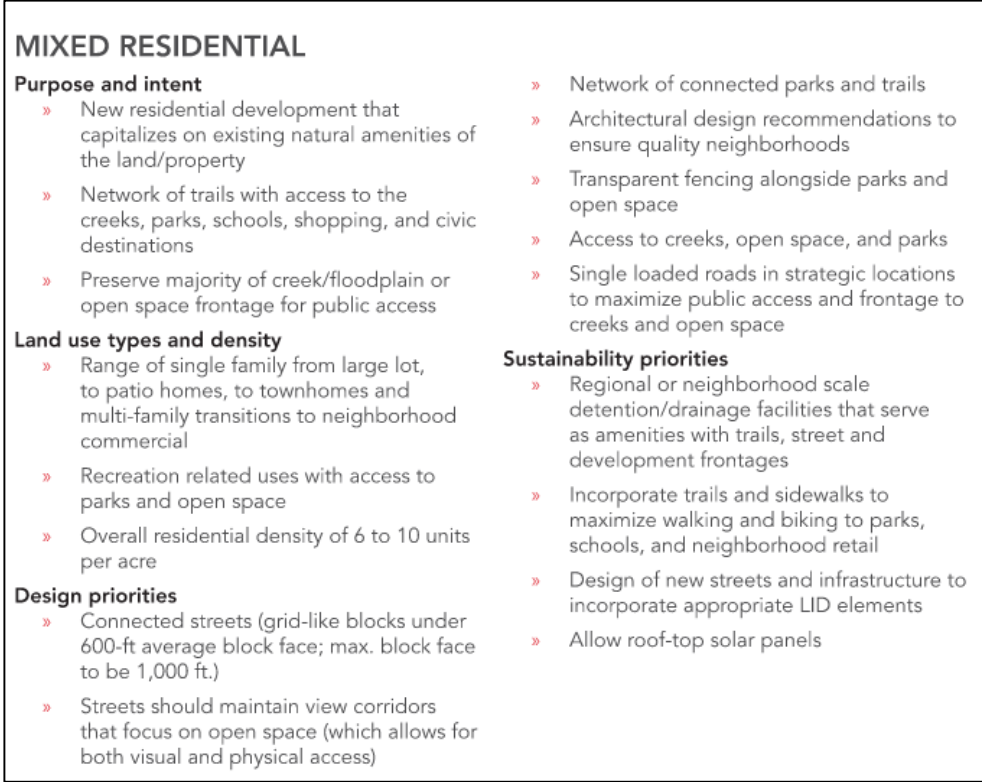 MIXED RESIDENTIAL
Purpose and intent
» New residential development that
capitalizes on existing natural amenities of
the land/property
» Network of trails with access to the
creeks, parks, schools, shopping, and civic
destinations
» Preserve majority of creek/floodplain or
open space frontage for public access
Land use types and density
» Range of single family from large lot,
to patio homes, to townhomes and
multi-family transitions to neighborhood
commercial
» Recreation related uses with access to
parks and open space
» Overall residential density of 6 to 10 units
per acre
Design priorities
» Connected streets (grid-like blocks under
600-ft average block face; max. block face
to be 1,000 ft.)
» Streets should maintain view corridors
that focus on open space (which allows for
both visual and physical access)
» Network of connected parks and trails
» Architectural design recommendations to
ensure quality neighborhoods
» Transparent fencing alongside parks and
open space
» Access to creeks, open space, and parks
» Single loaded roads in strategic locations
to maximize public access and frontage to
creeks and open space
Sustainability priorities
» Regional or neighborhood scale
detention/drainage facilities that serve
as amenities with trails, street and
development frontages
» Incorporate trails and sidewalks to
maximize walking and biking to parks,
schools, and neighborhood retail
» Design of new streets and infrastructure to
incorporate appropriate LID elements
» Allow roof-top solar panels